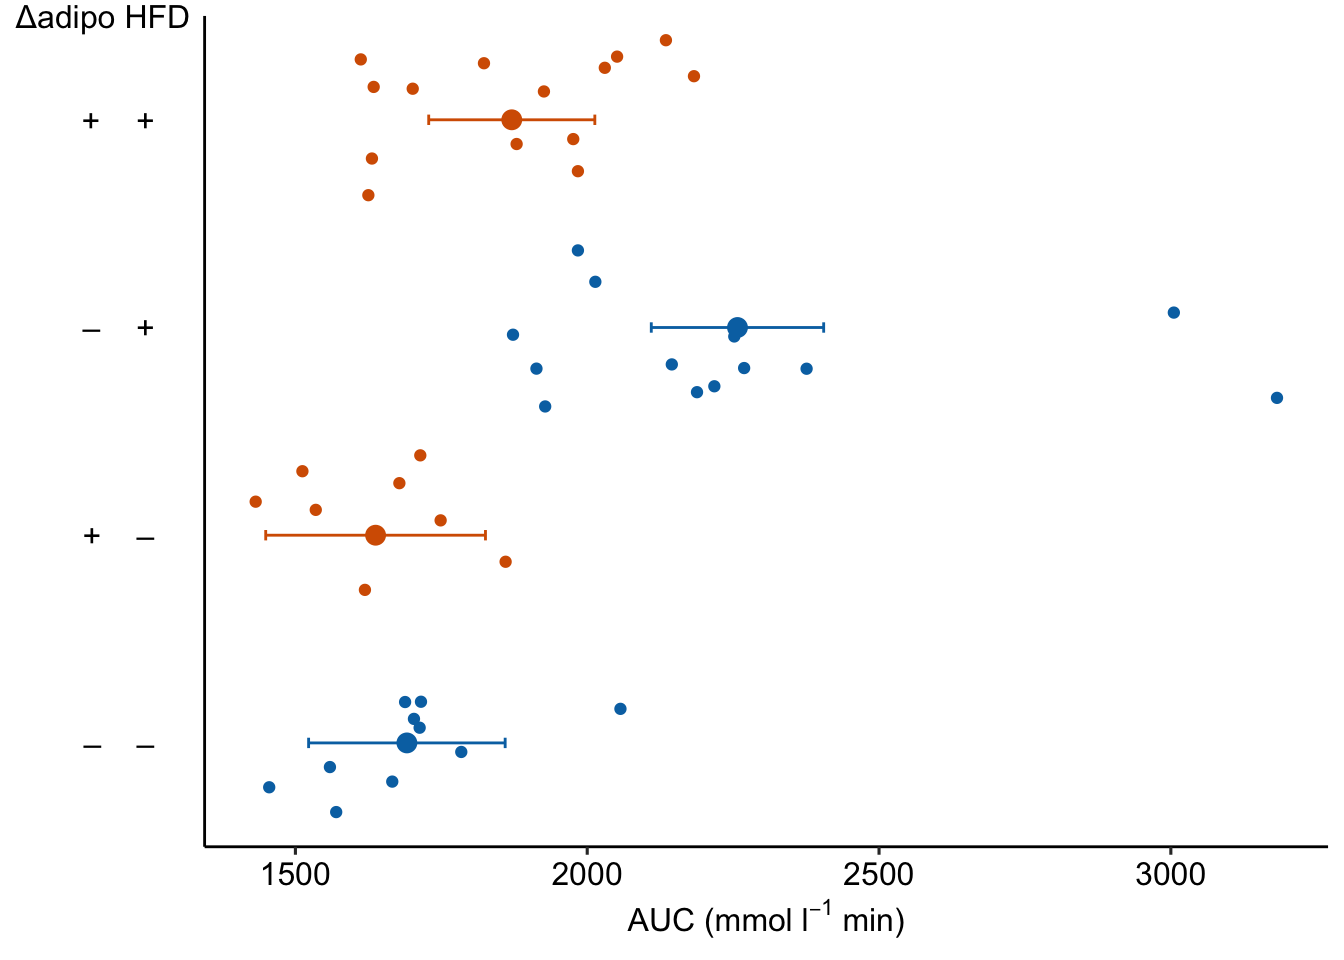 Δadipo HFD
+ +
– +
+ –
– –
1500 2000 2500 3000
AUC (mmol l⁻¹ min)